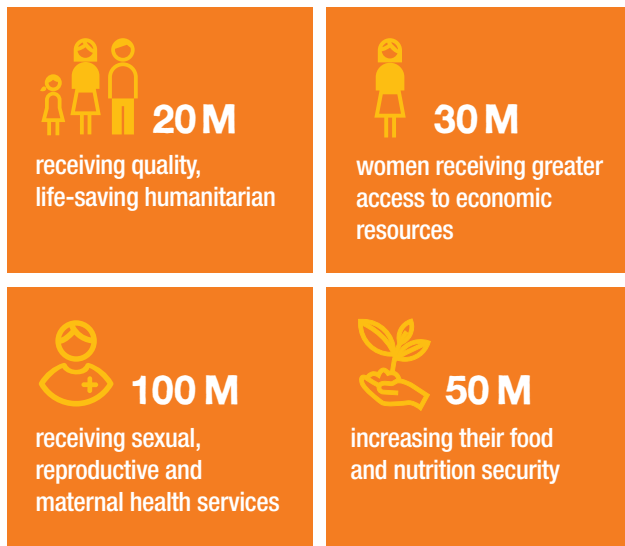 20 M
receiving quality,
life-saving humanitarian
30 M
women receiving greater
access to economic
resources
100 M
receiving sexual,
reproductive and
maternal health services
50 M
increasing their food
and nutrition security